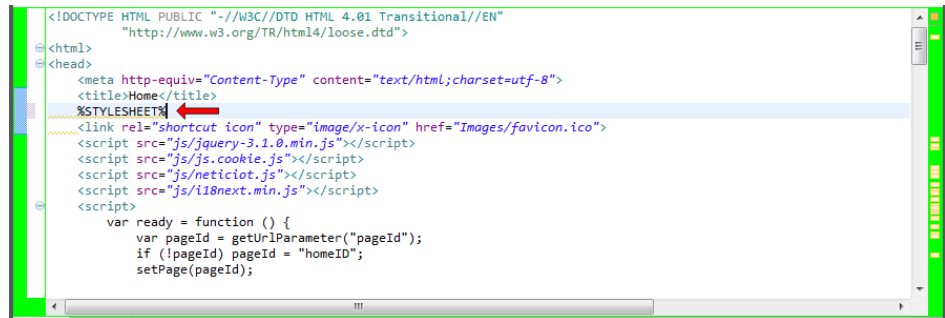 <!DOCTYPE HTML PUBLIC "-//W3C//DTD HTML 4.01 Transitional//EN"
"http://www.w3.org/TR/html4/loose.dtd">
<html>
<head>
<meta http-equiv="Content-Type" content="text/html;charset=utf-8">
<title>Home</title>
%STYLESHEET%
<link rel="shortcut icon" type="image/x-icon" href="Images/favicon.ico">
<script src="js/jquery-3.1.0.min.js"></script>
<script src="js/js.cookie.js"></script>
<script src="js/neticiot.js"></script>
<script src="js/i18next.min.js"></script>
<script>
var ready = function () {
var pageId = getUrlParameter("pageId");
if (!pageId) pageId = "homeID";
setPage(pageId);